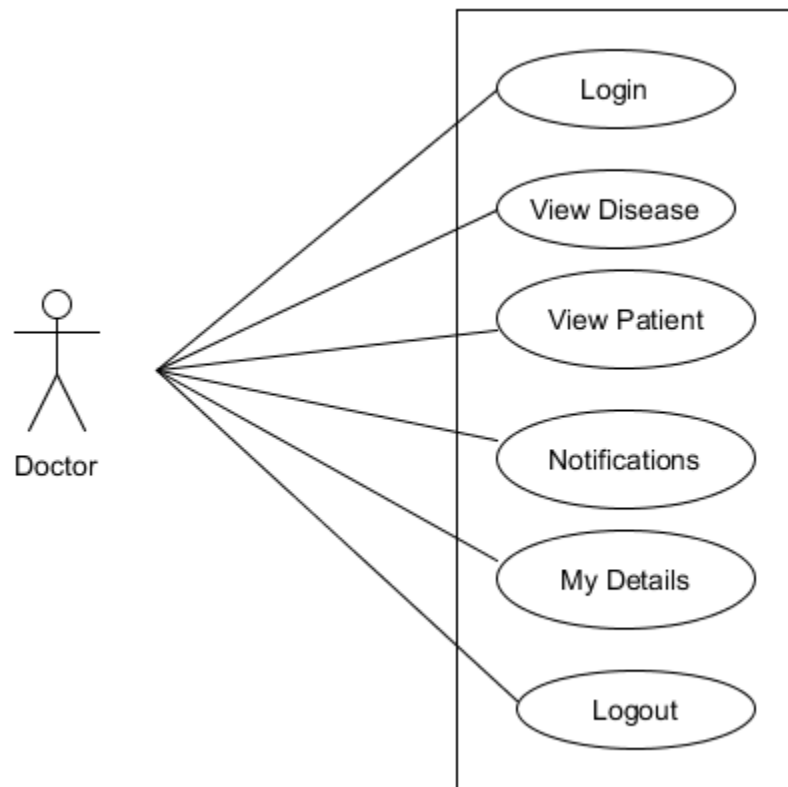 Login
View Disease
View Patient
Notifications
My Details
Logout
Doctor